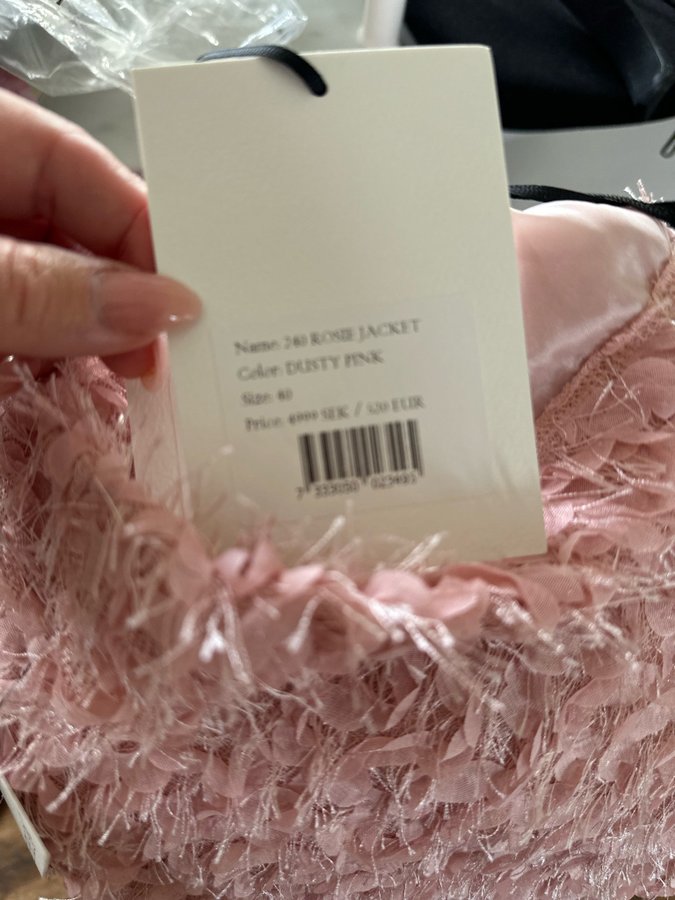 Name: 240 ROSIE JACKET
Color: DUSTY PINK
Size: 40
Price: 4999 SEK / 520 EUR